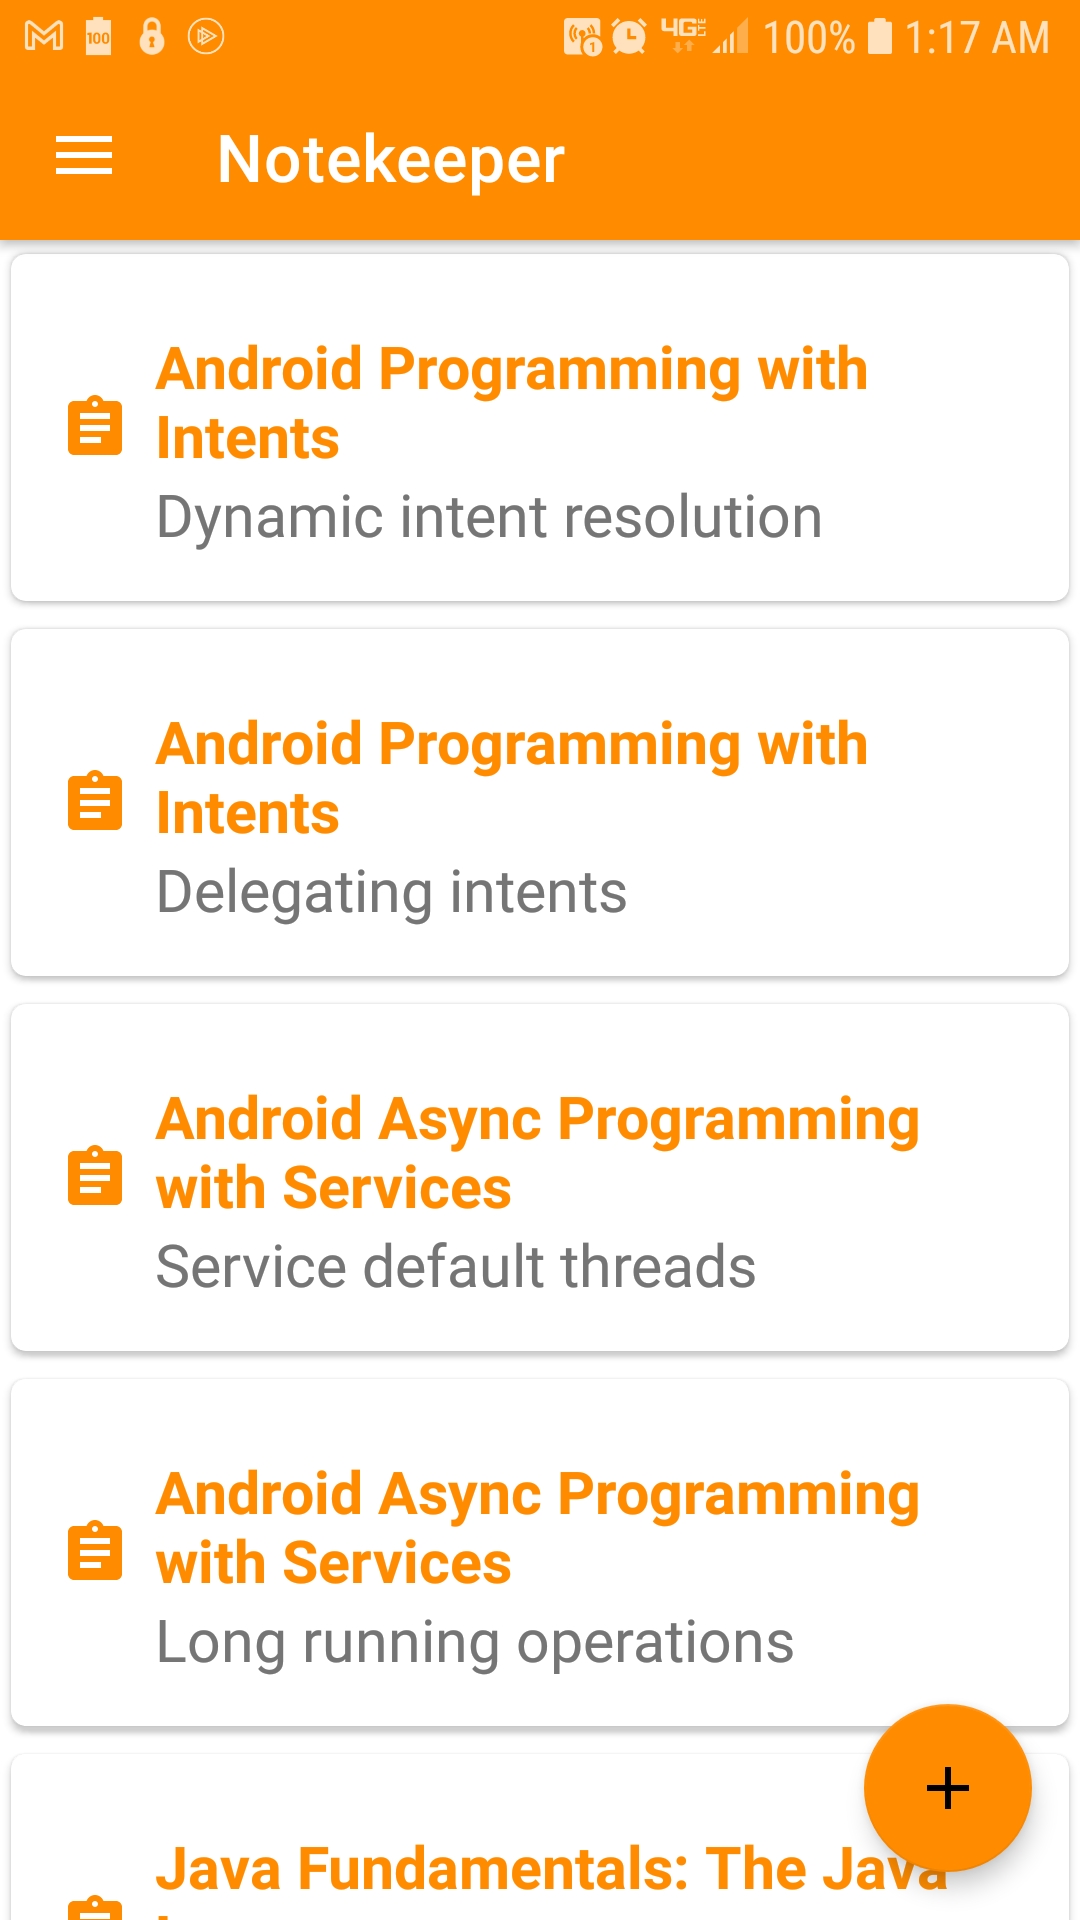 100 1 4G LTE 100% 1:17 AM
Notekeeper
Android Programming with
Intents
Dynamic intent resolution
Android Programming with
Intents
Delegating intents
Android Async Programming
with Services
Service default threads
Android Async Programming
with Services
Long running operations
Java Fundamentals: The Java